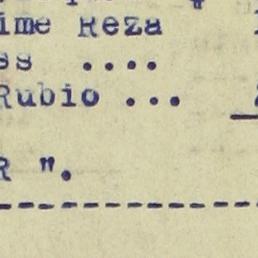 ime Reza
ss ....
Rubio ...
R ".